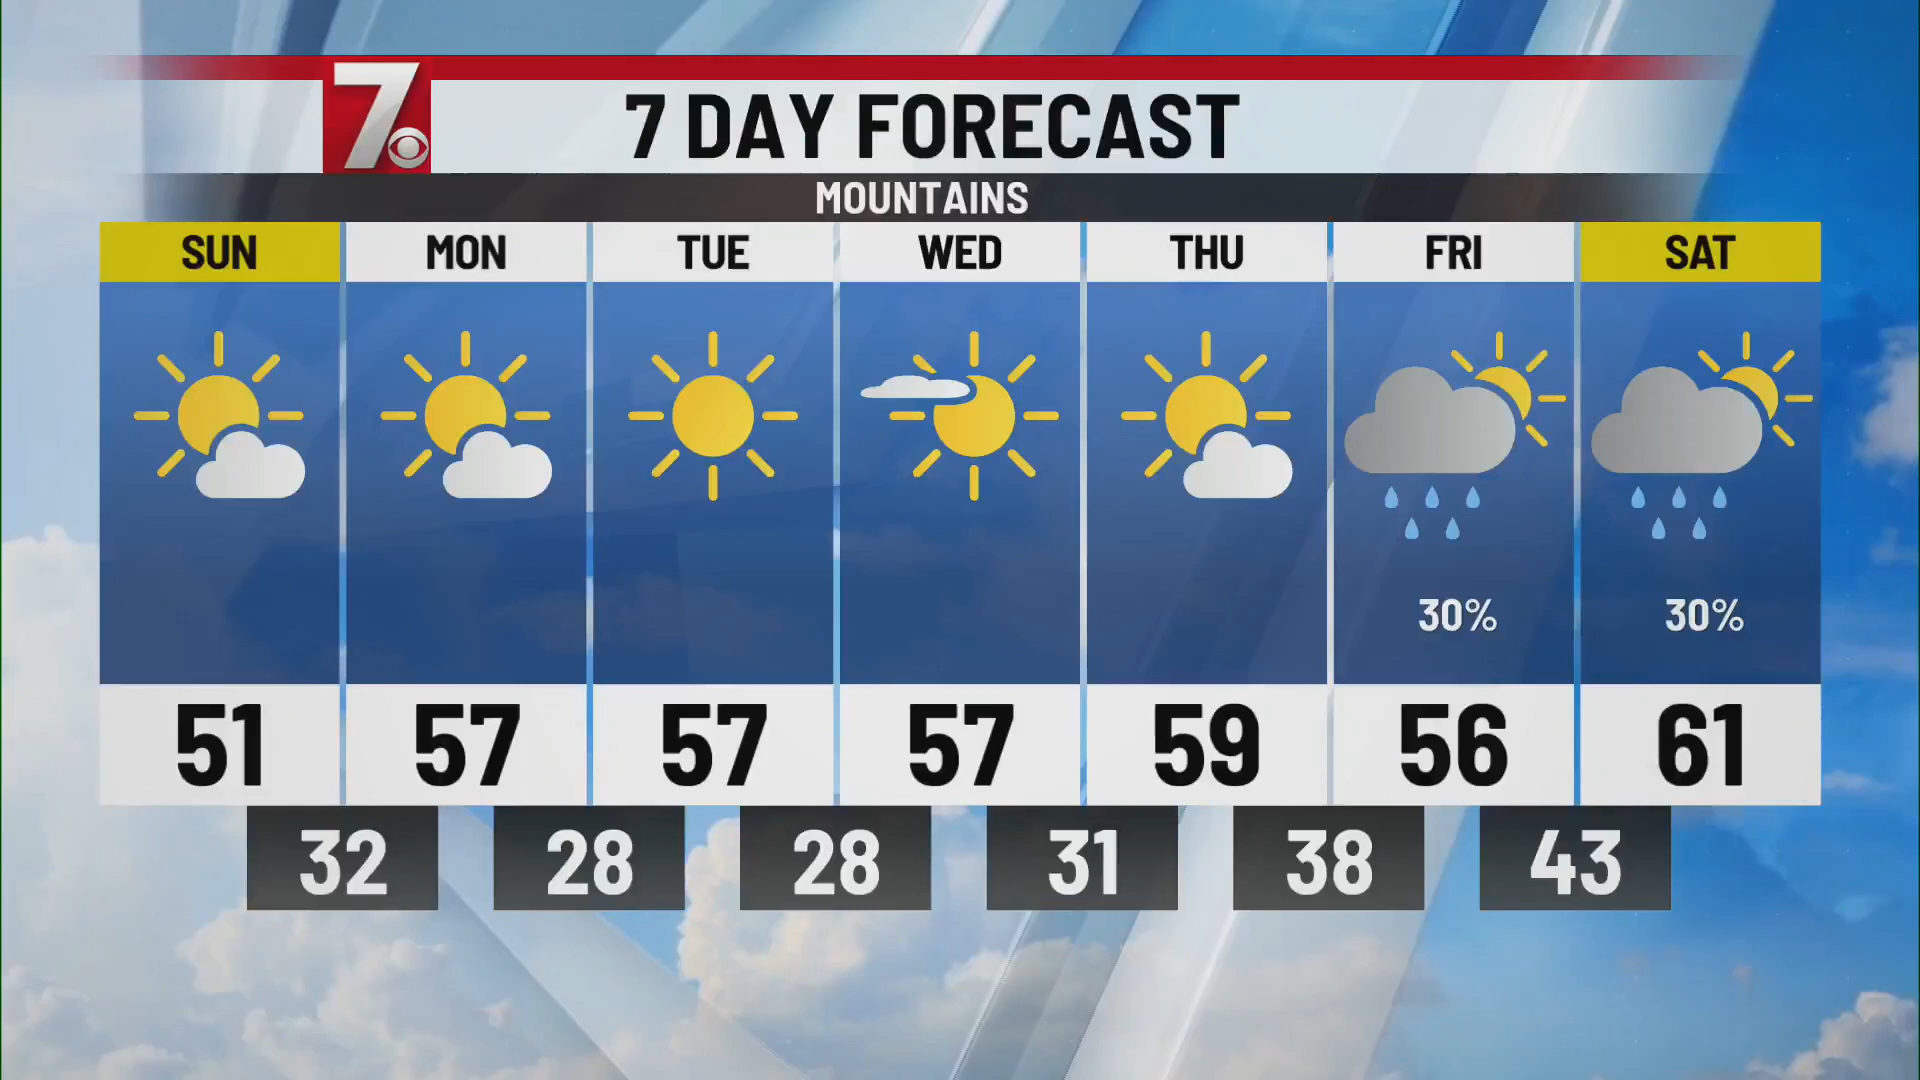 7
7 DAY FORECAST
MOUNTAINS
SUN MON TUE WED THU FRI SAT
30% 30%
51 57 57 57 59 56 61
32 28 28 31 38 43